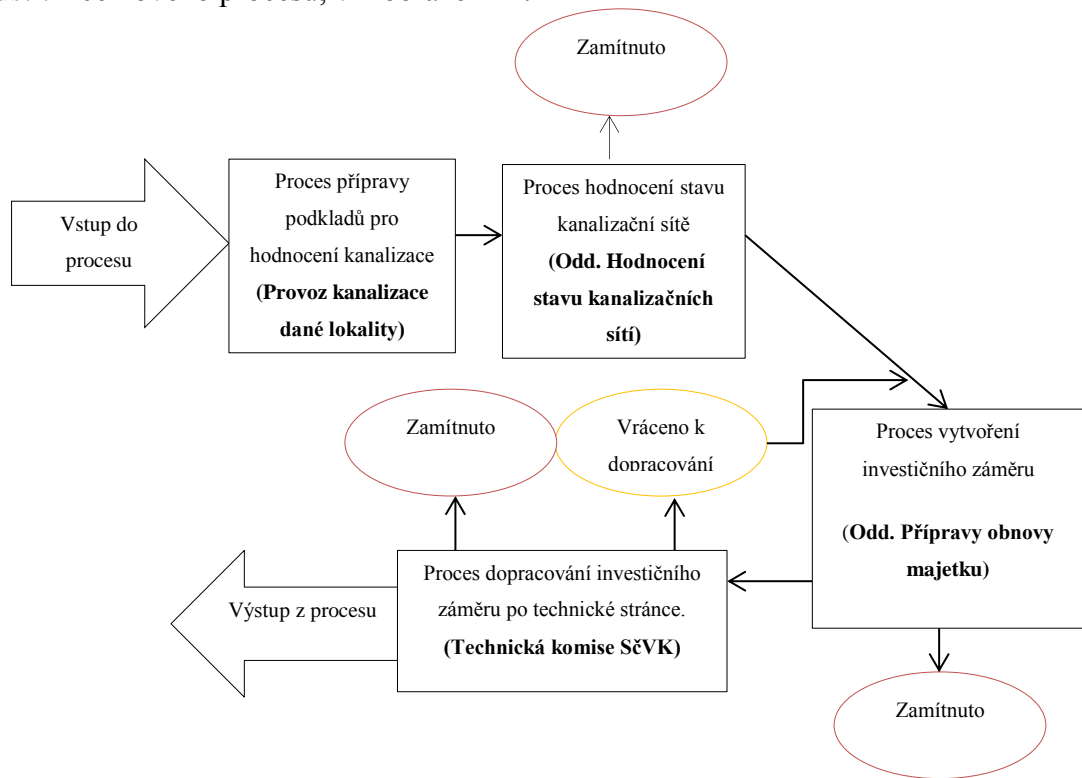 Zamítnuto
Vstup do
procesu
Proces přípravy
podkladů pro
hodnocení kanalizace
(Provoz kanalizace
dané lokality)
Proces hodnocení stavu
kanalizační sítě
(Odd. Hodnocení
stavu kanalizačních
sítí)
Zamítnuto
Vráceno k
dopracování
Proces vytvoření
investičního záměru
(Odd. Přípravy obnovy
majetku)
Výstup z procesu
Proces dopracování investičního
záměru po technické stránce.
(Technická komise SčVK)
Zamítnuto